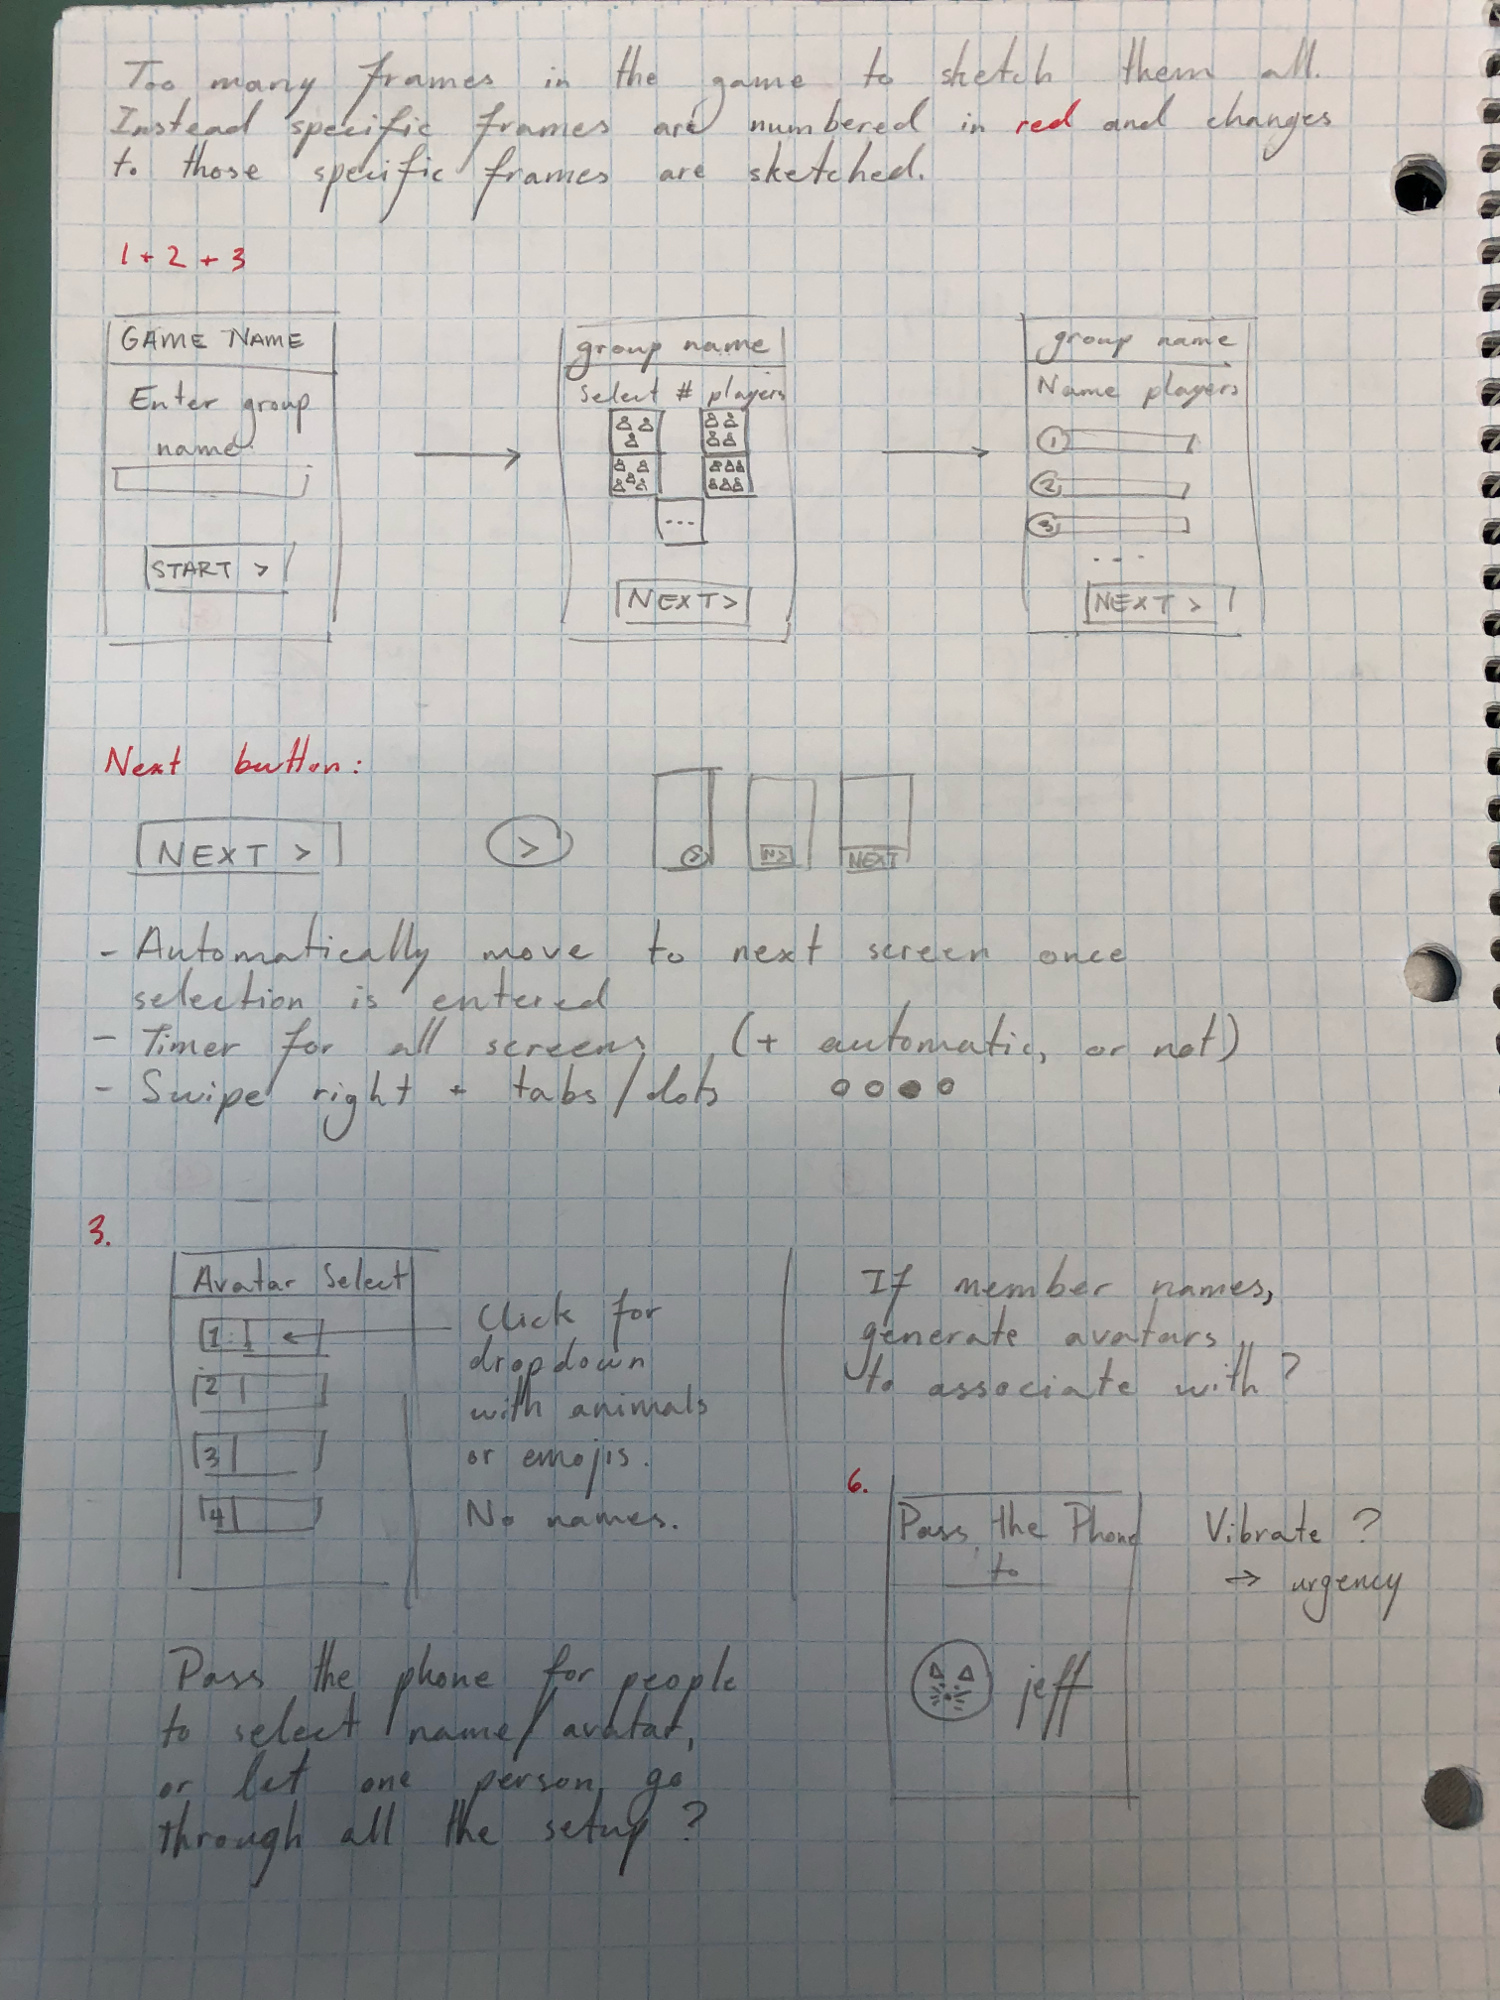 Too many frames in the game to sketch them all.
Instead specific frames are numbered in red and changes
to those specific frames are sketched.
1 + 2 + 3
GAME NAME
Enter group
name:
START >
group name
Select # players
...
NEXT >
group name
Name players
1
2
3
....
NEXT >
Next button:
NEXT >
>
>
N>
NEXT
- Automatically move to next screen once
selection is entered
- Timer for all screens (+ automatic, or not)
- Swipe right + tabs/dots
3.
Avatar Select
1
2
3
4
Click for
dropdown
with animals
or emojis.
No names.
If member names,
generate avatars
to associate with?
6.
Pass the Phone
to
jeff
Vibrate ?
→ urgency
Pass the phone for people
to select name/avatar,
or let one person go
through all the setup ?